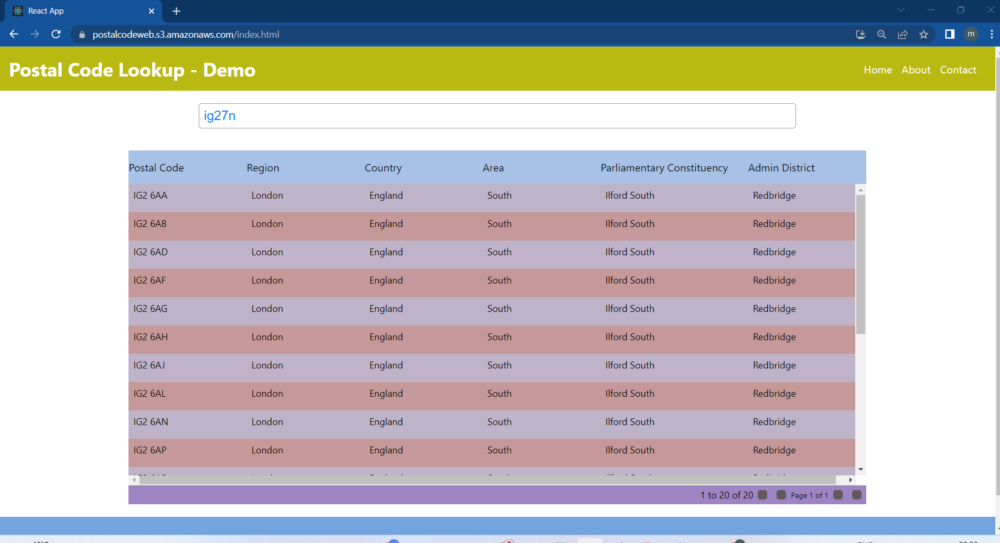 React App
postalcodeweb.s3.amazonaws.com/index.html
m
Postal Code Lookup - Demo
Home About Contact
ig27n
Postal Code Region Country Area Parliamentary Constituency Admin District
IG2 6AA London England South Ilford South Redbridge
IG2 6AB London England South Ilford South Redbridge
IG2 6AD London England South Ilford South Redbridge
IG2 6AF London England South Ilford South Redbridge
IG2 6AG London England South Ilford South Redbridge
IG2 6AH London England South Ilford South Redbridge
IG2 6AJ London England South Ilford South Redbridge
IG2 6AL London England South Ilford South Redbridge
IG2 6AN London England South Ilford South Redbridge
IG2 6AP London England South Ilford South Redbridge
1 to 20 of 20 Page 1 of 1